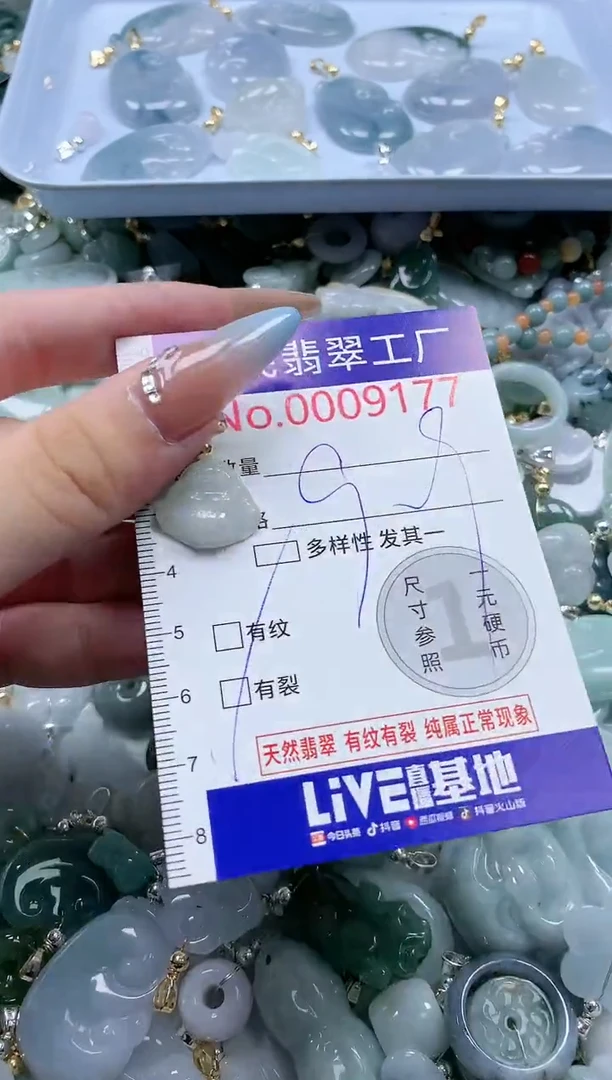 翡翠工厂
No.0009177
数量
格
99
多样性 发其一
有纹
有裂
尺寸参照
一元硬币
1
4
5
6
7
8
天然翡翠 有纹有裂 纯属正常现象
LiVE直播基地
今日头条 抖音 西瓜视频 抖音火山版